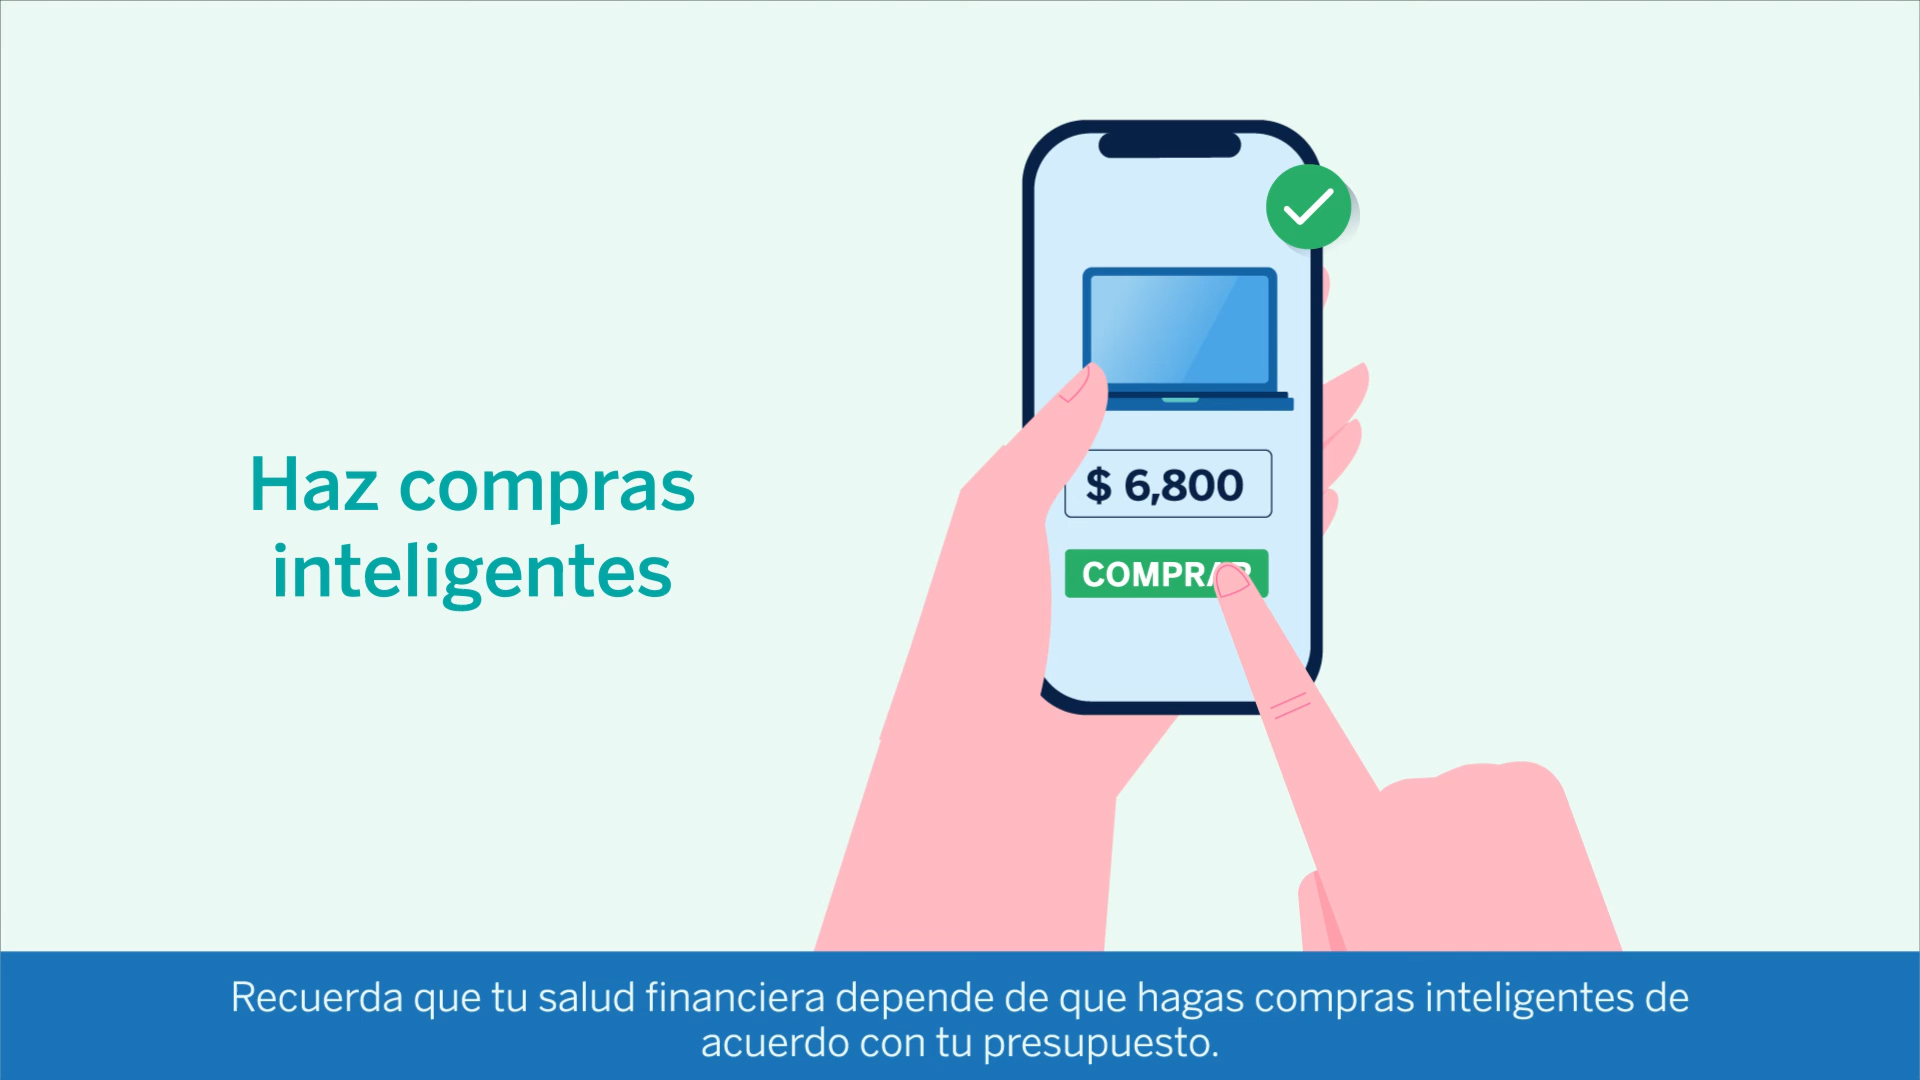 Haz compras
inteligentes
$ 6,800
COMPRAR
Recuerda que tu salud financiera depende de que hagas compras inteligentes de
acuerdo con tu presupuesto.